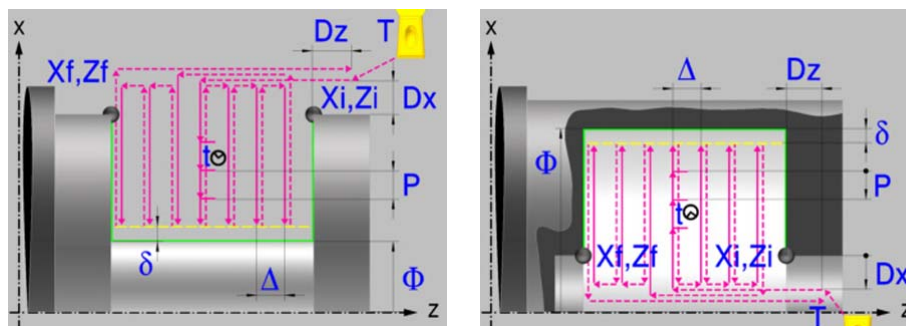 X
Dz T
Xf,Zf
Xi,Zi
Dx
t
P
δ
Δ
Φ
Z
X
Δ Dz
δ
Φ
P
t
Xf,Zf Xi,Zi
Dx
T
Z